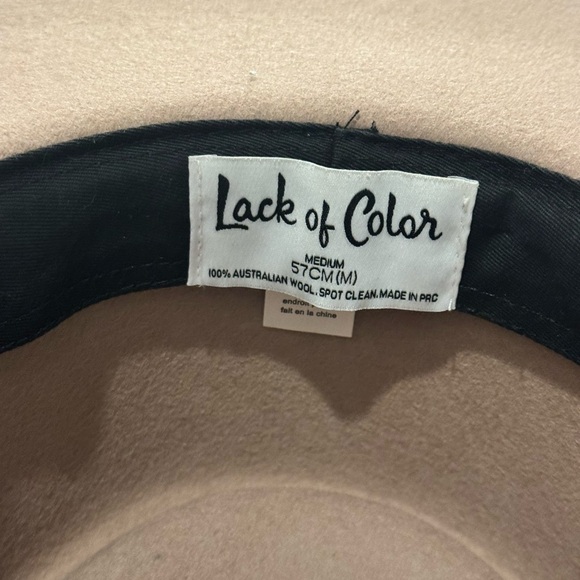 Lack of Color
MEDIUM
57CM (M)
100% AUSTRALIAN WOOL. SPOT CLEAN. MADE IN PRC
fait en la chine